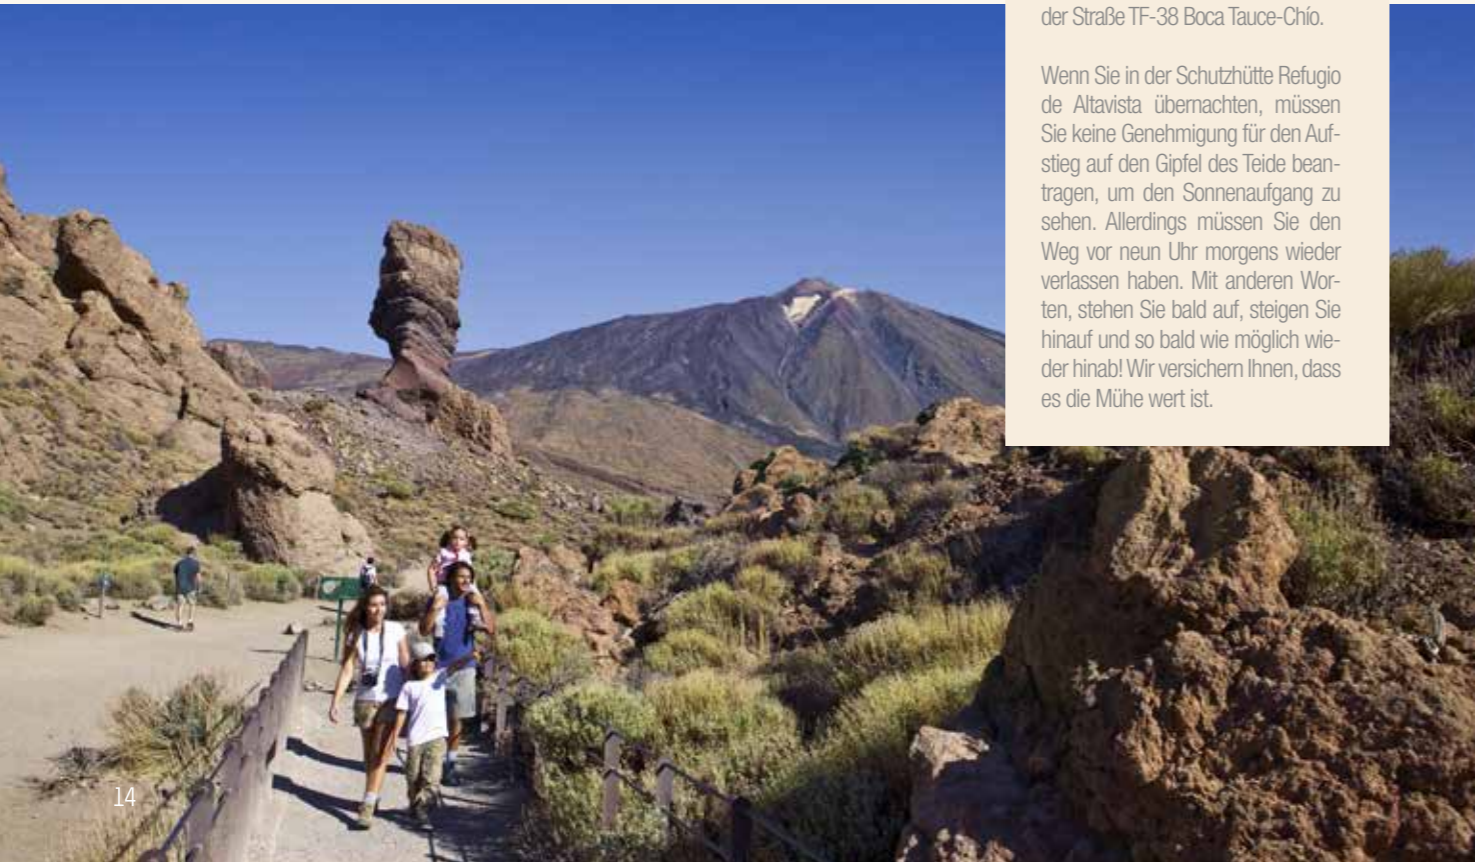 der Straße TF-38 Boca Tauce-Chío.
Wenn Sie in der Schutzhütte Refugio
de Altavista übernachten, müssen
Sie keine Genehmigung für den Auf-
stieg auf den Gipfel des Teide bean-
tragen, um den Sonnenaufgang zu
sehen. Allerdings müssen Sie den
Weg vor neun Uhr morgens wieder
verlassen haben. Mit anderen Wor-
ten, stehen Sie bald auf, steigen Sie
hinauf und so bald wie möglich wie-
der hinab! Wir versichern Ihnen, dass
es die Mühe wert ist.
14